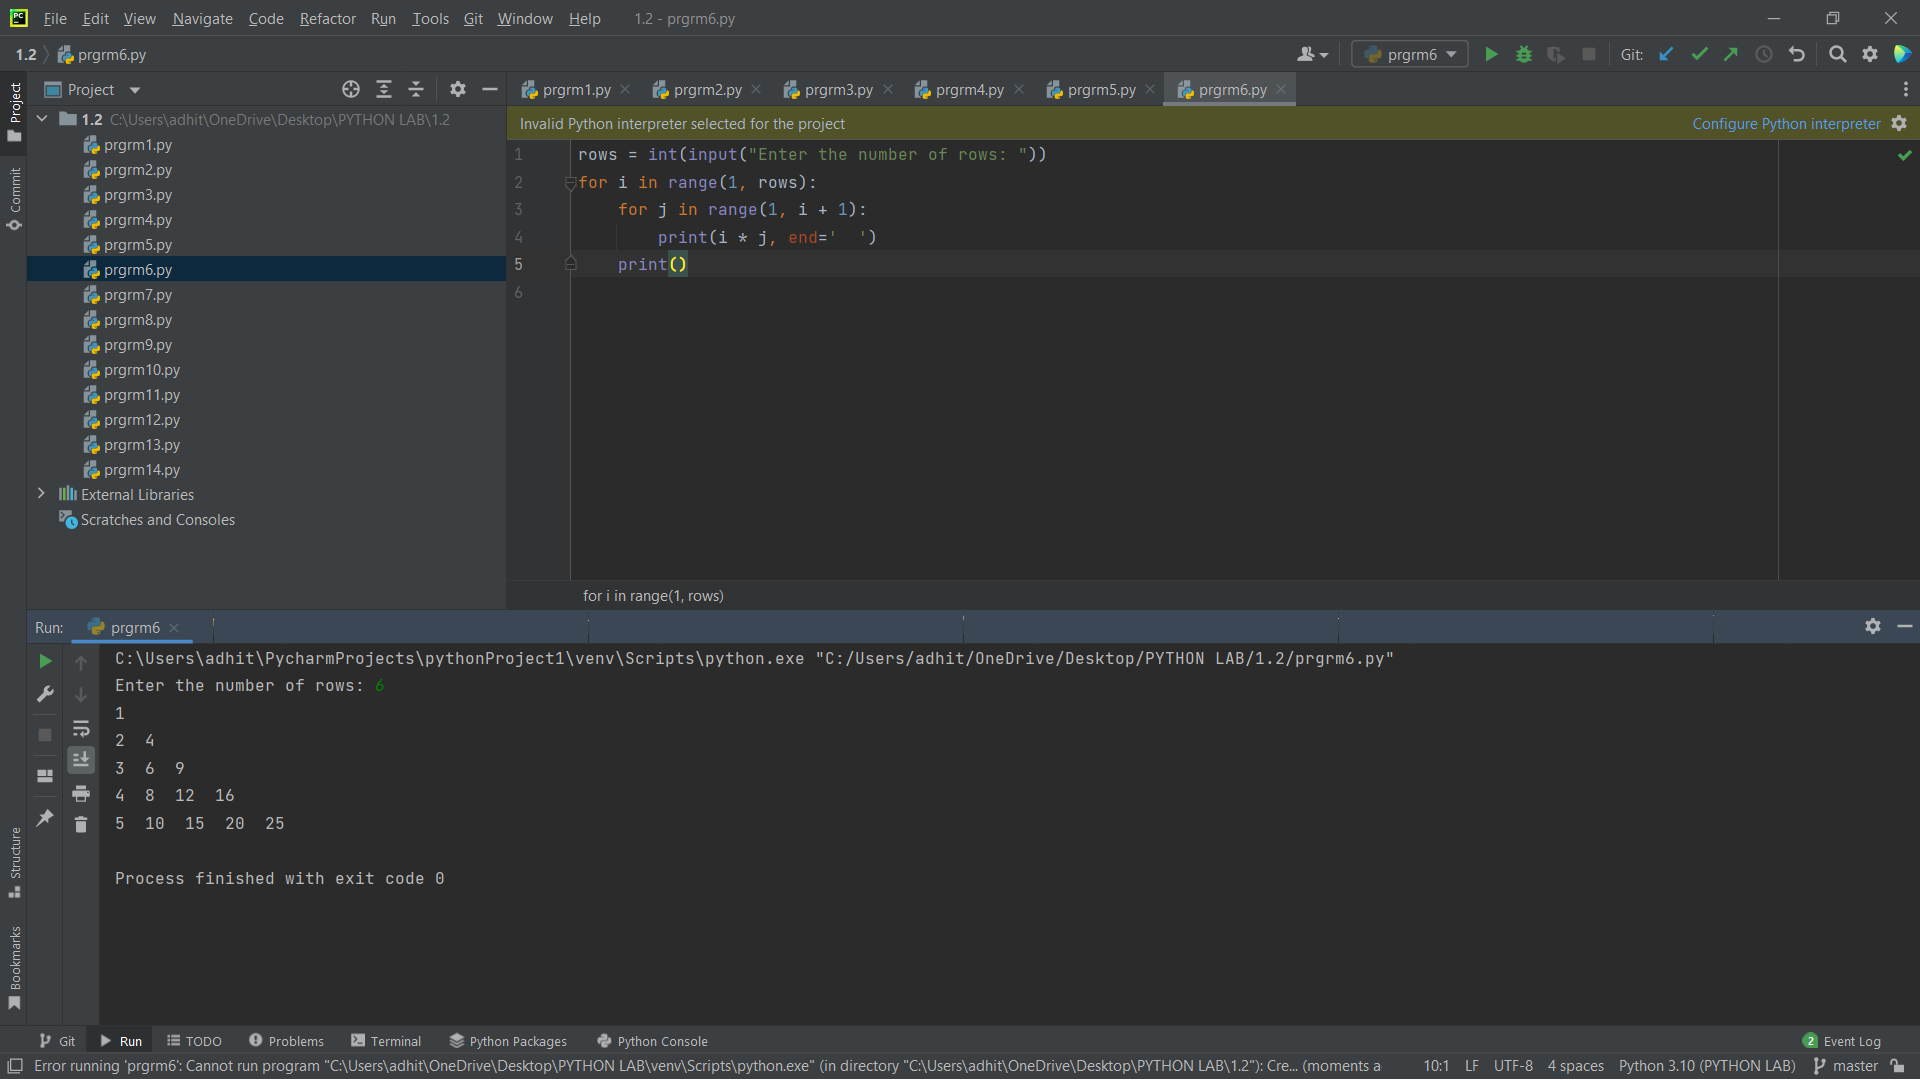 PC File Edit View Navigate Code Refactor Run Tools Git Window Help 1.2 - prgrm6.py
1.2 prgrm6.py
prgrm6 Git:
Project
prgrm1.py prgrm2.py prgrm3.py prgrm4.py prgrm5.py prgrm6.py
Invalid Python interpreter selected for the project Configure Python interpreter
Project
Commit
1.2 C:\Users\adhit\OneDrive\Desktop\PYTHON LAB\1.2
prgrm1.py
prgrm2.py
prgrm3.py
prgrm4.py
prgrm5.py
prgrm6.py
prgrm7.py
prgrm8.py
prgrm9.py
prgrm10.py
prgrm11.py
prgrm12.py
prgrm13.py
prgrm14.py
External Libraries
Scratches and Consoles
1 rows = int(input("Enter the number of rows: "))
2 for i in range(1, rows):
3     for j in range(1, i + 1):
4         print(i * j, end='  ')
5     print()
6
for i in range(1, rows)
Run: prgrm6
C:\Users\adhit\PycharmProjects\pythonProject1\venv\Scripts\python.exe "C:/Users/adhit/OneDrive/Desktop/PYTHON LAB/1.2/prgrm6.py"
Enter the number of rows: 6
1
2  4
3  6  9
4  8  12  16
5  10  15  20  25
Process finished with exit code 0
Structure
Bookmarks
Git Run TODO Problems Terminal Python Packages Python Console 2 Event Log
Error running 'prgrm6': Cannot run program "C:\Users\adhit\OneDrive\Desktop\PYTHON LAB\venv\Scripts\python.exe" (in directory "C:\Users\adhit\OneDrive\Desktop\PYTHON LAB\1.2"): Cre... (moments a 10:1 LF UTF-8 4 spaces Python 3.10 (PYTHON LAB) master